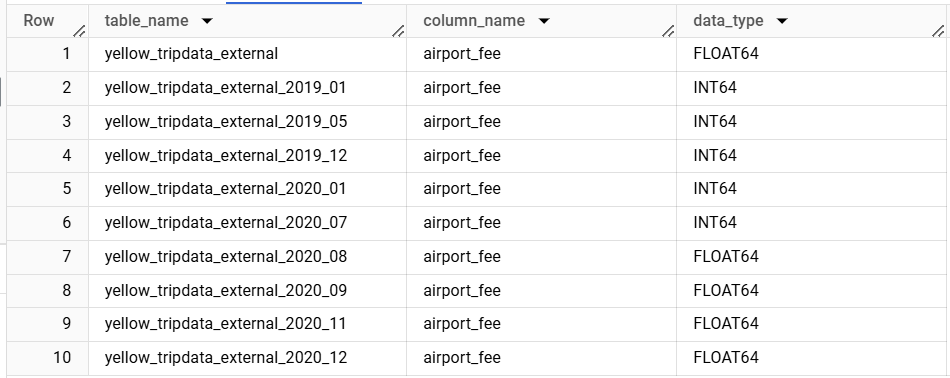 Row table_name column_name data_type
1 yellow_tripdata_external airport_fee FLOAT64
2 yellow_tripdata_external_2019_01 airport_fee INT64
3 yellow_tripdata_external_2019_05 airport_fee INT64
4 yellow_tripdata_external_2019_12 airport_fee INT64
5 yellow_tripdata_external_2020_01 airport_fee INT64
6 yellow_tripdata_external_2020_07 airport_fee INT64
7 yellow_tripdata_external_2020_08 airport_fee FLOAT64
8 yellow_tripdata_external_2020_09 airport_fee FLOAT64
9 yellow_tripdata_external_2020_11 airport_fee FLOAT64
10 yellow_tripdata_external_2020_12 airport_fee FLOAT64